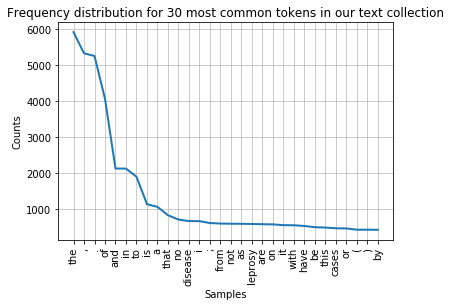 Frequency distribution for 30 most common tokens in our text collection
6000
5000
4000
3000
2000
1000
Counts
the
,
.
of
and
in
to
is
a
that
no
disease
i
;
from
not
as
leprosy
are
on
it
with
have
be
this
cases
or
(
)
by
Samples